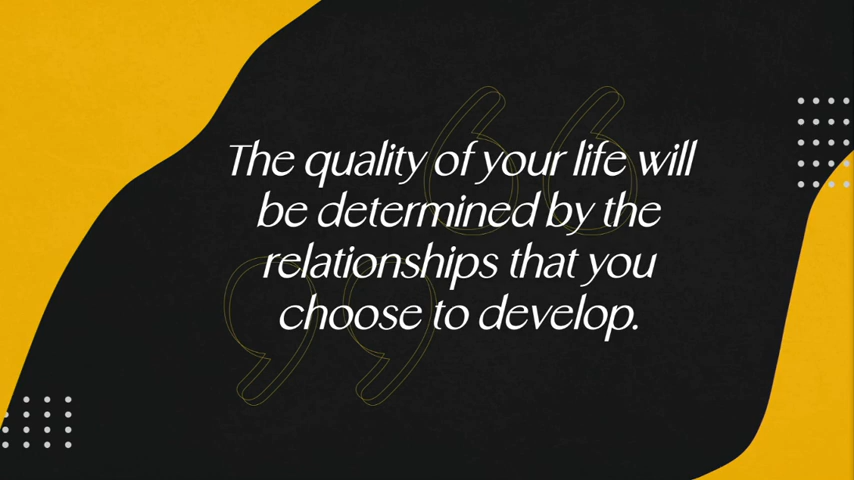 The quality of your life will
be determined by the
relationships that you
choose to develop.